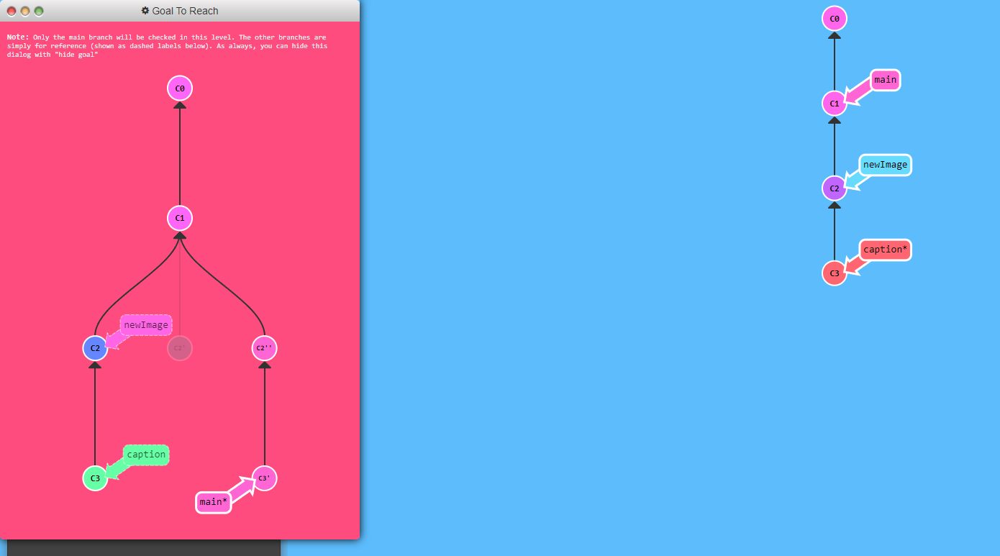 Goal To Reach
Note: Only the main branch will be checked in this level. The other branches are
simply for reference (shown as dashed labels below). As always, you can hide this
dialog with "hide goal"
C0
C1
newImage
C2
C2'
C2''
caption
C3
C3'
main*
C0
main
C1
newImage
C2
caption*
C3